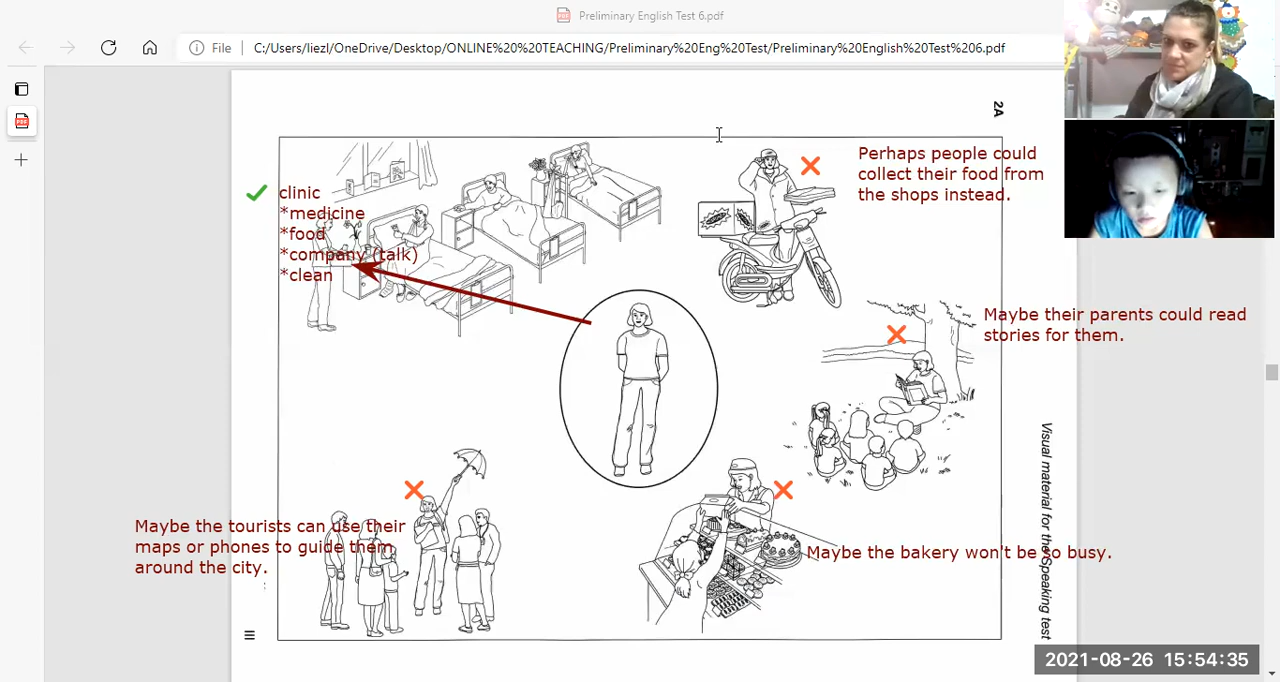 Preliminary English Test 6.pdf
File
C:/Users/liezl/OneDrive/Desktop/ONLINE%20%20TEACHING/Preliminary%20Eng%20Test/Preliminary%20English%20Test%206.pdf
2A
clinic
*medicine
*food
*company (talk)
*clean
Perhaps people could
collect their food from
the shops instead.
Maybe their parents could read
stories for them.
Maybe the tourists can use their
maps or phones to guide them
around the city.
Maybe the bakery won't be so busy.
Visual material for the Speaking test
2021-08-26 15:54:35